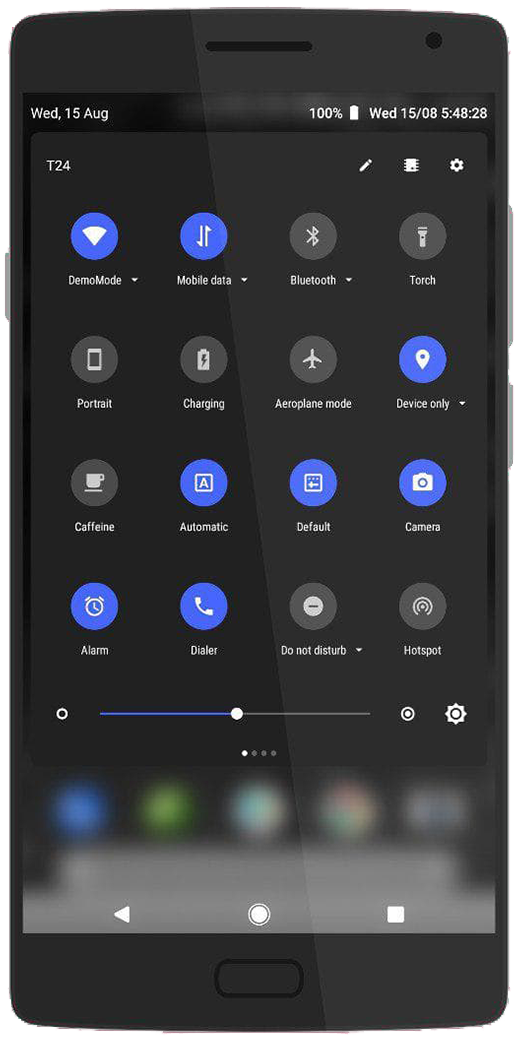 Wed, 15 Aug 100% Wed 15/08 5:48:28
T24
DemoMode Mobile data Bluetooth Torch
Portrait Charging Aeroplane mode Device only
Caffeine Automatic Default Camera
Alarm Dialer Do not disturb Hotspot